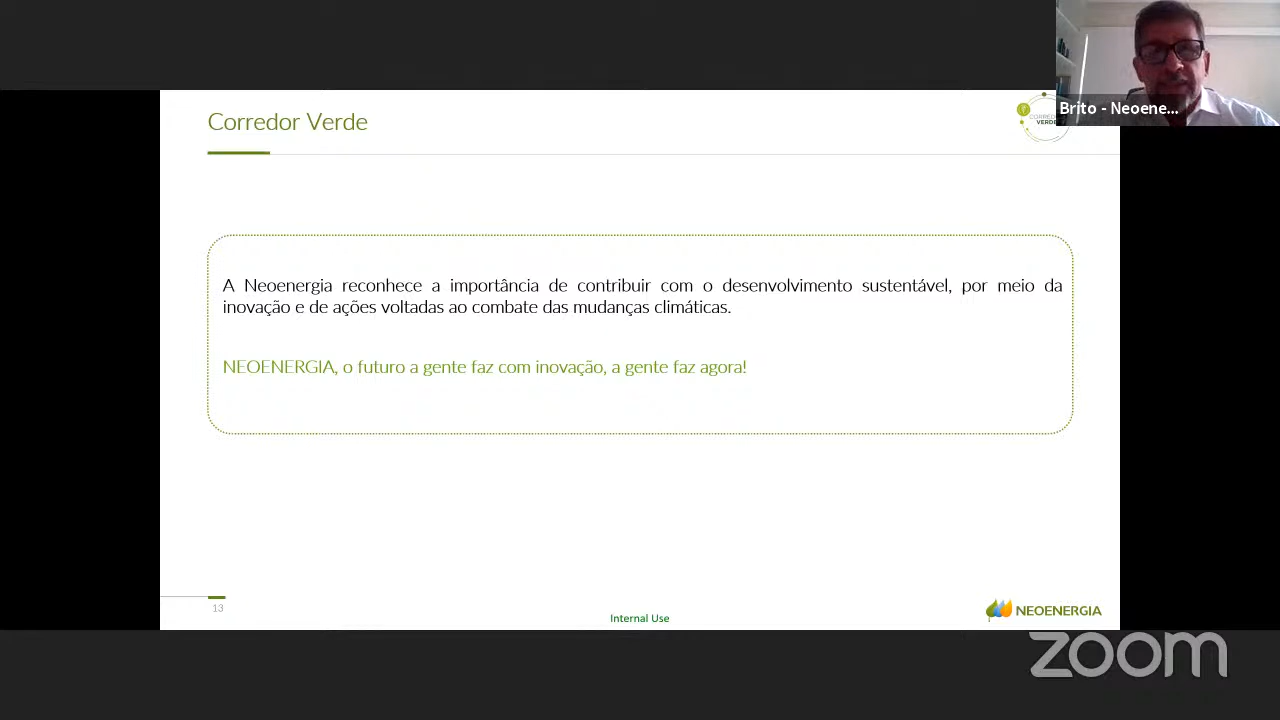 Corredor Verde
CORRED
VERDE
Brito - Neoene...
A Neoenergia reconhece a importância de contribuir com o desenvolvimento sustentável, por meio da
inovação e de ações voltadas ao combate das mudanças climáticas.
NEOENERGIA, o futuro a gente faz com inovação, a gente faz agora!
13
Internal Use
NEOENERGIA
zoom